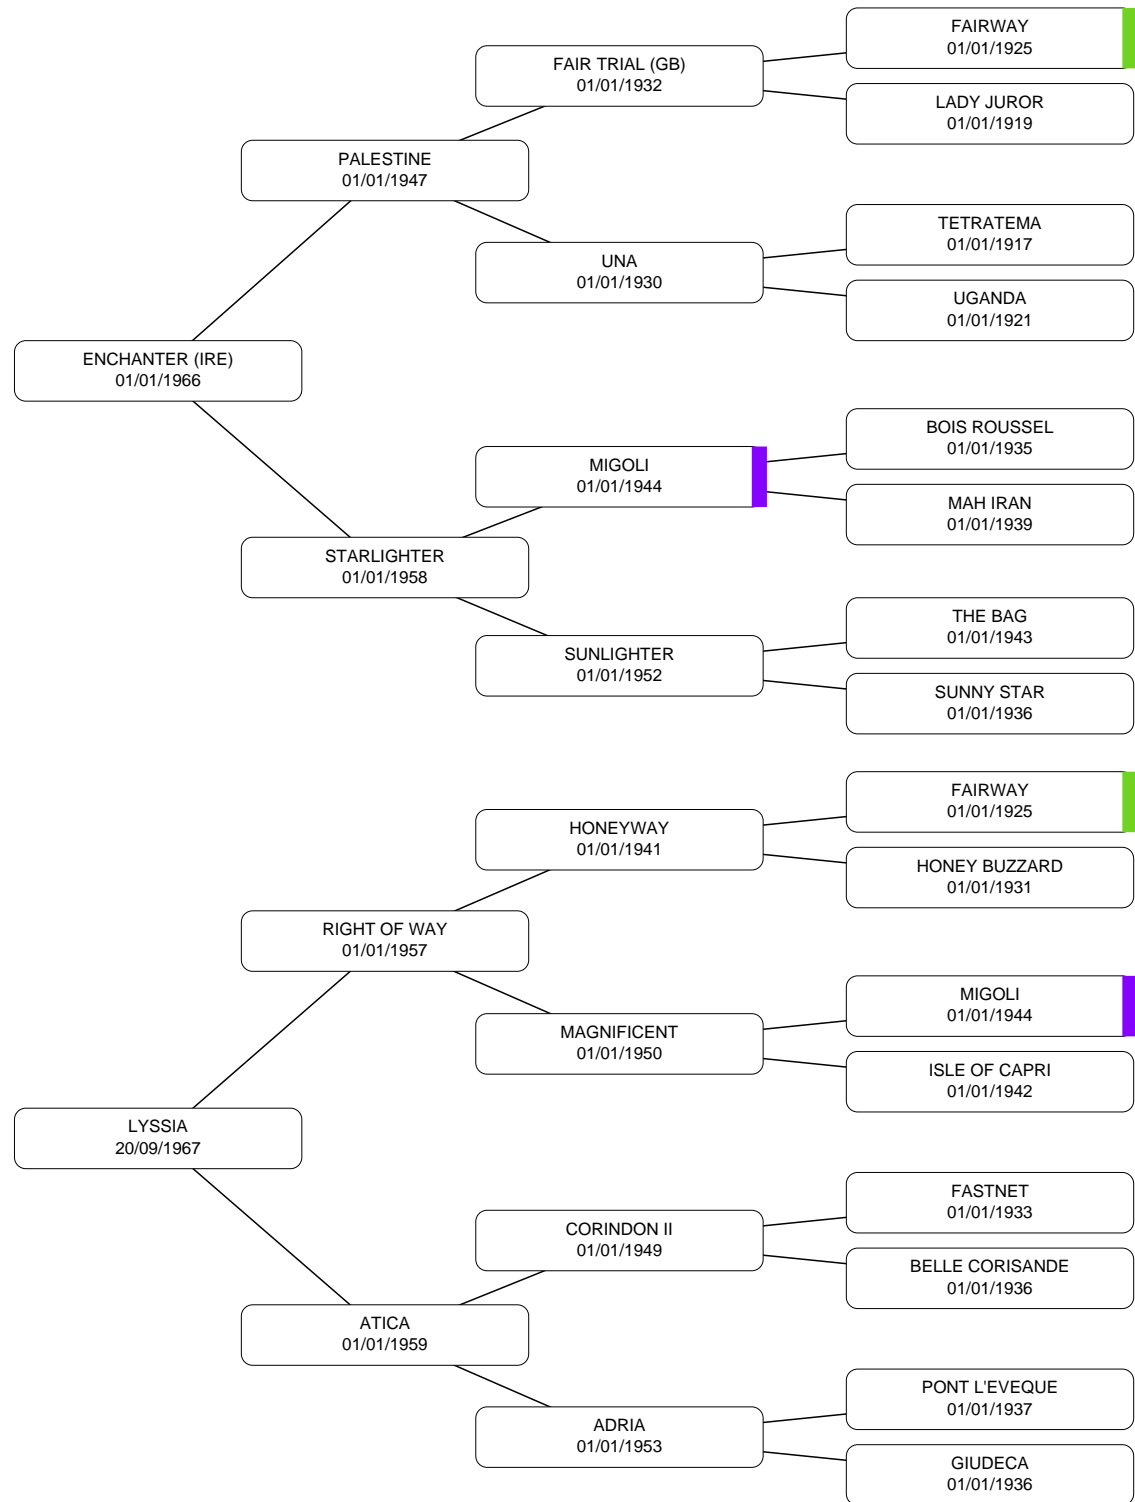 FAIRWAY
01/01/1925
FAIR TRIAL (GB)
01/01/1932
LADY JUROR
01/01/1919
PALESTINE
01/01/1947
TETRATEMA
01/01/1917
UNA
01/01/1930
UGANDA
01/01/1921
ENCHANTER (IRE)
01/01/1966
BOIS ROUSSEL
01/01/1935
MIGOLI
01/01/1944
MAH IRAN
01/01/1939
STARLIGHTER
01/01/1958
THE BAG
01/01/1943
SUNLIGHTER
01/01/1952
SUNNY STAR
01/01/1936
FAIRWAY
01/01/1925
HONEYWAY
01/01/1941
HONEY BUZZARD
01/01/1931
RIGHT OF WAY
01/01/1957
MIGOLI
01/01/1944
MAGNIFICENT
01/01/1950
ISLE OF CAPRI
01/01/1942
LYSSIA
20/09/1967
FASTNET
01/01/1933
CORINDON II
01/01/1949
BELLE CORISANDE
01/01/1936
ATICA
01/01/1959
PONT L'EVEQUE
01/01/1937
ADRIA
01/01/1953
GIUDECA
01/01/1936